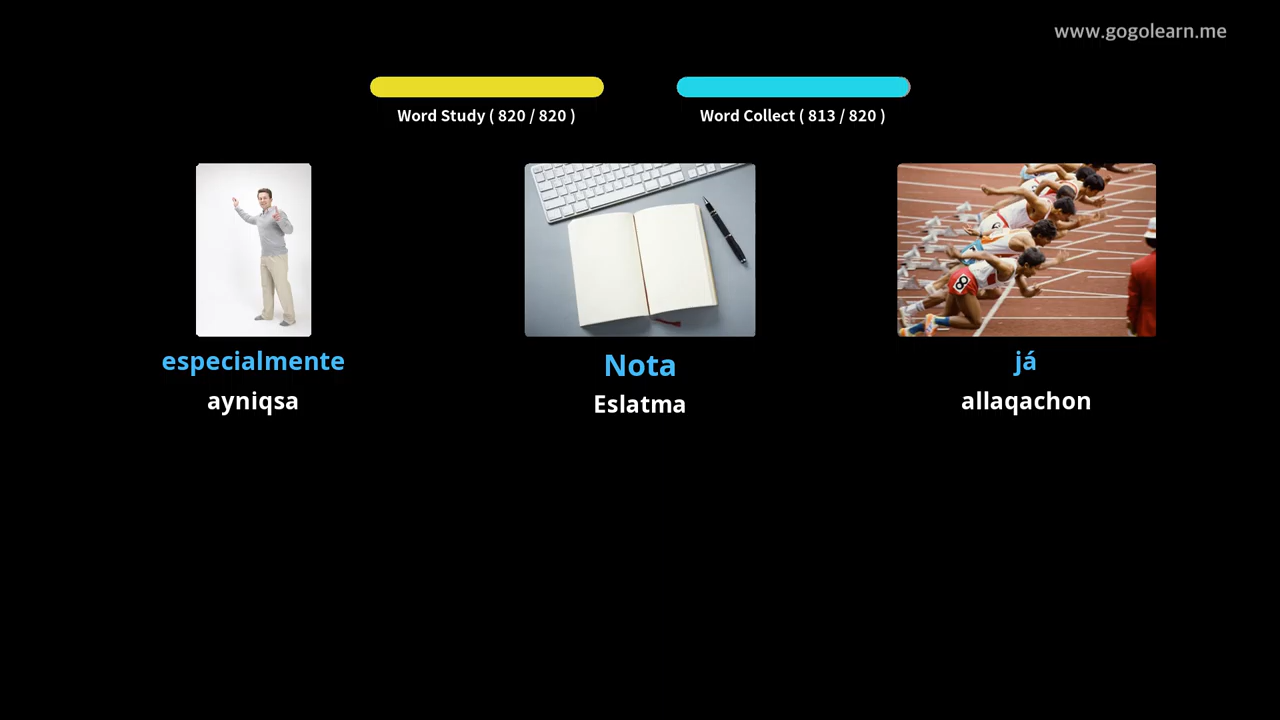 www.gogolearn.me
Word Study ( 820 / 820 )
Word Collect ( 813 / 820 )
especialmente
ayniqsa
Nota
Eslatma
já
allaqachon